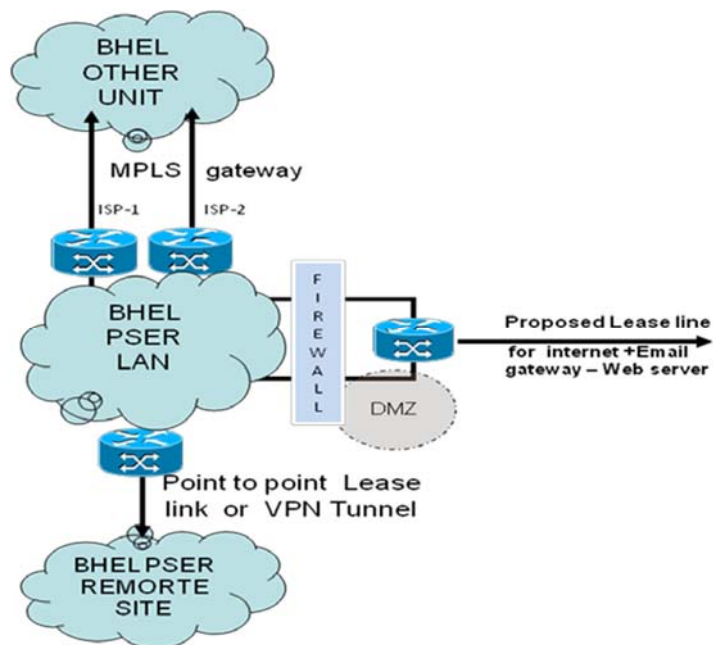 BHEL
OTHER
UNIT
MPLS gateway
ISP-1
ISP-2
BHEL
PSER
LAN
FIREWALL
Proposed Lease line
for internet +Email
gateway – Web server
DMZ
Point to point Lease
link or VPN Tunnel
BHEL PSER
REMORTE
SITE